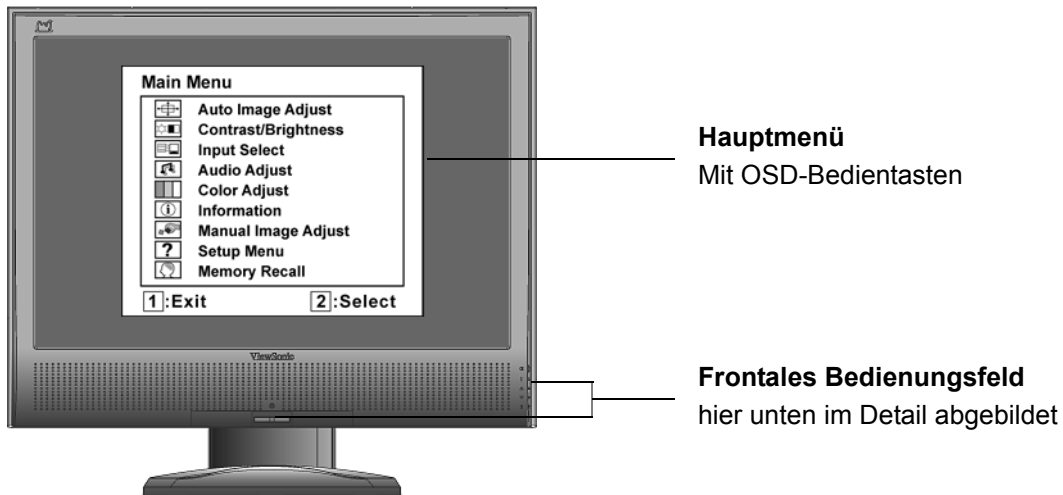 Main Menu
Auto Image Adjust
Contrast/Brightness
Input Select
Audio Adjust
Color Adjust
Information
Manual Image Adjust
? Setup Menu
Memory Recall
1:Exit 2:Select
ViewSonic
Hauptmenü
Mit OSD-Bedientasten
Frontales Bedienungsfeld
hier unten im Detail abgebildet